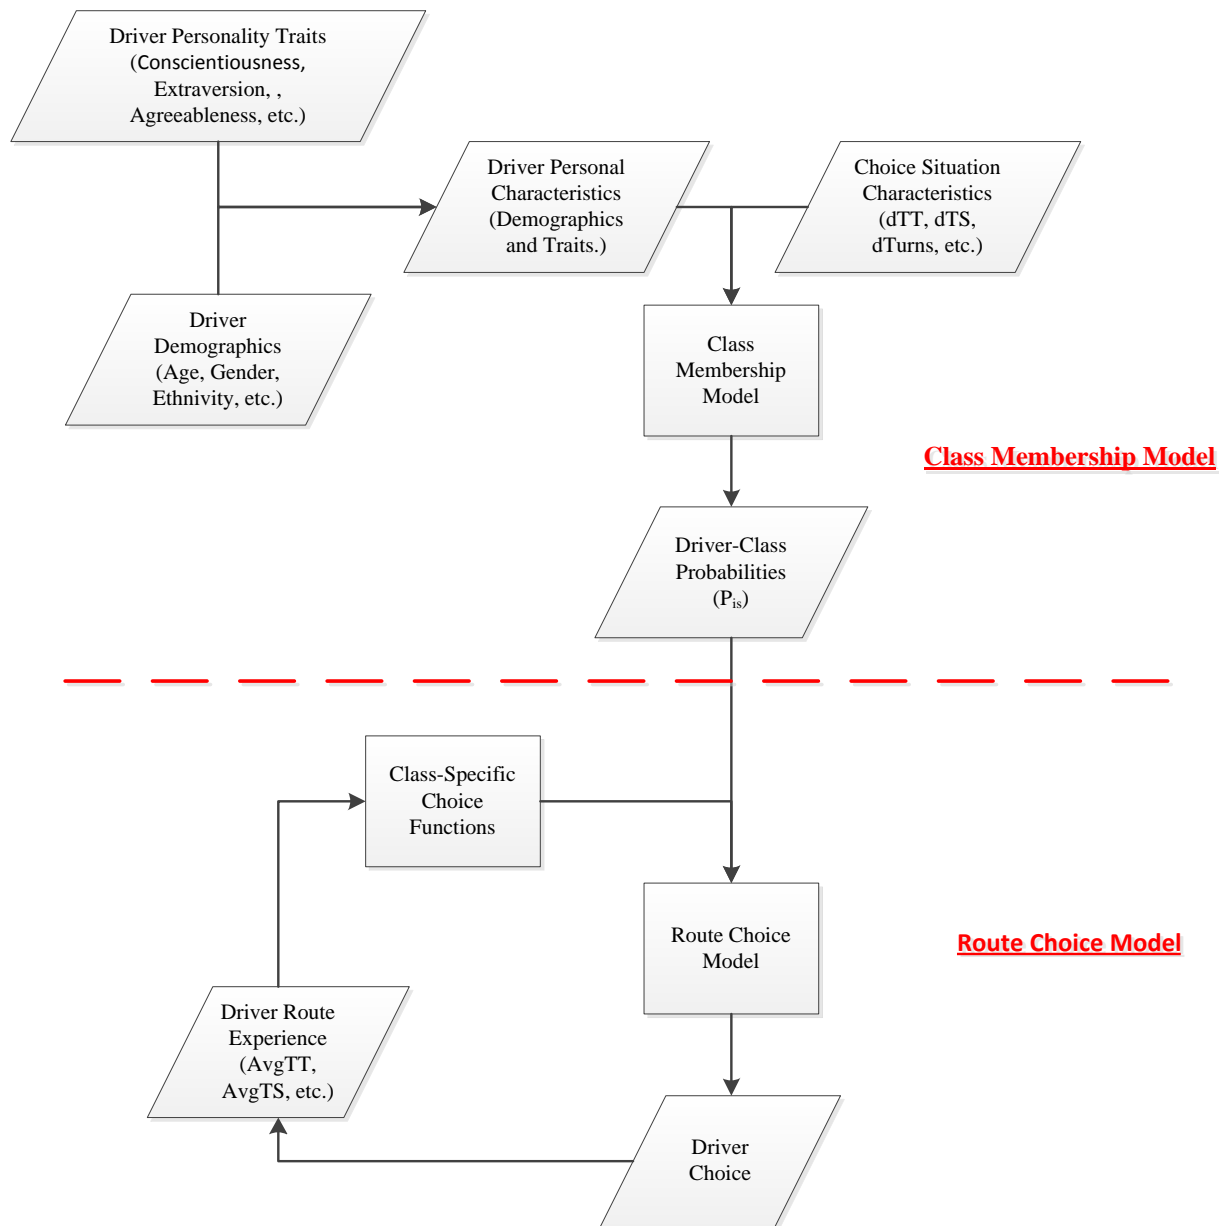 Driver Personality Traits
(Conscientiousness,
Extraversion, ,
Agreeableness, etc.)
Driver Personal
Characteristics
(Demographics
and Traits.)
Choice Situation
Characteristics
(dTT, dTS,
dTurns, etc.)
Driver
Demographics
(Age, Gender,
Ethnivity, etc.)
Class
Membership
Model
Class Membership Model
Driver-Class
Probabilities
(Pis)
Class-Specific
Choice
Functions
Route Choice
Model
Route Choice Model
Driver Route
Experience
(AvgTT,
AvgTS, etc.)
Driver
Choice